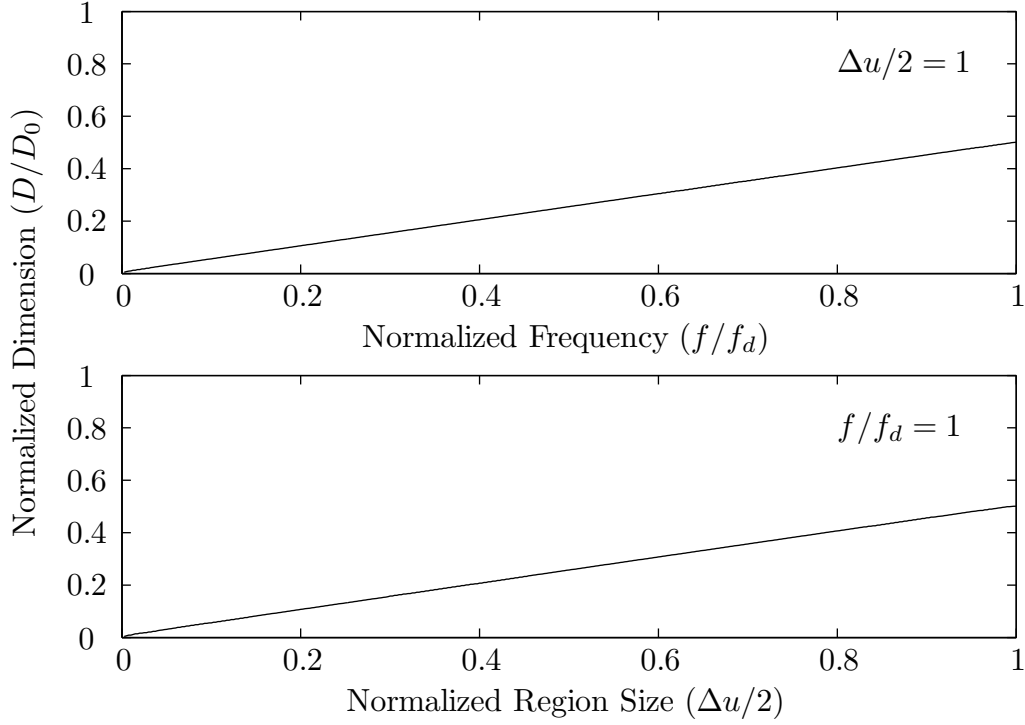 Normalized Dimension (D/D₀)
1
0.8
0.6
0.4
0.2
0
Δu/2 = 1
0 0.2 0.4 0.6 0.8 1
Normalized Frequency (f/f_d)
1
0.8
0.6
0.4
0.2
0
f/f_d = 1
0 0.2 0.4 0.6 0.8 1
Normalized Region Size (Δu/2)